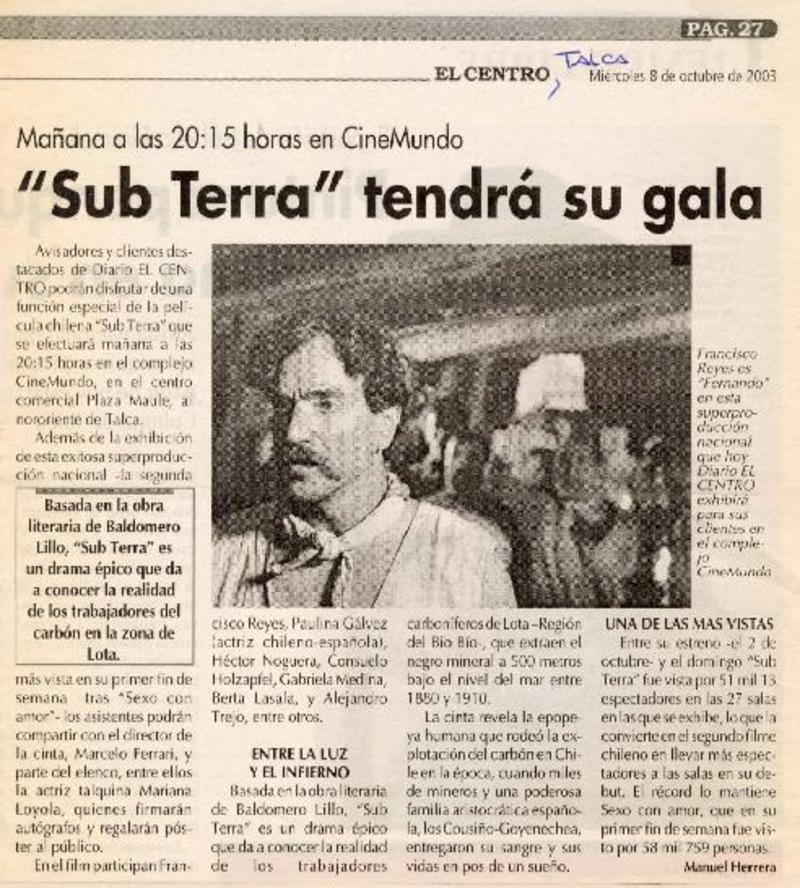 PAG. 27
EL CENTRO, TALCA
Miércoles 8 de octubre de 2003
Mañana a las 20:15 horas en CineMundo
"Sub Terra" tendrá su gala
Avisadores y clientes des-
tacados de Diario EL CEN-
TRO podrán disfrutar de una
función especial de la pelí-
cula chilena "Sub Terra" que
se efectuará mañana a las
20:15 horas en el complejo
CineMundo, en el centro
comercial Plaza Maule, al
nororiente de Talca.
Además de la exhibición
de esta exitosa superproduc-
ción nacional -la segunda
Basada en la obra
literaria de Baldomero
Lillo, "Sub Terra" es
un drama épico que da
a conocer la realidad
de los trabajadores del
carbón en la zona de
Lota.
más vista en su primer fin de
semana tras "Sexo con
amor"- los asistentes podrán
compartir con el director de
la cinta, Marcelo Ferrari, y
parte del elenco, entre ellos
la actriz talquina Mariana
Loyola, quienes firmarán
autógrafos y regalarán pós-
ter al público.
En el film participan Fran-
cisco Reyes, Paulina Gálvez
(actriz chileno-española),
Héctor Noguera, Consuelo
Holzapfel, Gabriela Medina,
Berta Lasala, y Alejandro
Trejo, entre otros.
ENTRE LA LUZ
Y EL INFIERNO
Basada en la obra literaria
de Baldomero Lillo, "Sub
Terra" es un drama épico
que da a conocer la realidad
de los trabajadores
carboníferos de Lota -Región
del Bío Bío-, que extraen el
negro mineral a 500 metros
bajo el nivel del mar entre
1880 y 1910.
La cinta revela la epope-
ya humana que rodeó la ex-
plotación del carbón en Chi-
le en la época, cuando miles
de mineros y una poderosa
familia aristocrática españo-
la, los Cousiño-Goyenechea,
entregaron su sangre y sus
vidas en pos de un sueño.
Francisco
Reyes es
"Fernando"
en esta
superpro-
ducción
nacional
que hoy
Diario EL
CENTRO
exhibirá
para sus
clientes en
el comple-
jo
CineMundo
UNA DE LAS MAS VISTAS
Entre su estreno -el 2 de
octubre- y el domingo "Sub
Terra" fue vista por 51 mil 13
espectadores en las 27 salas
en las que se exhibe, lo que la
convierte en el segundo filme
chileno en llevar más espec-
tadores a las salas en su de-
but. El récord lo mantiene
Sexo con amor, que en su
primer fin de semana fue vis-
to por 58 mil 759 personas.
Manuel Herrera